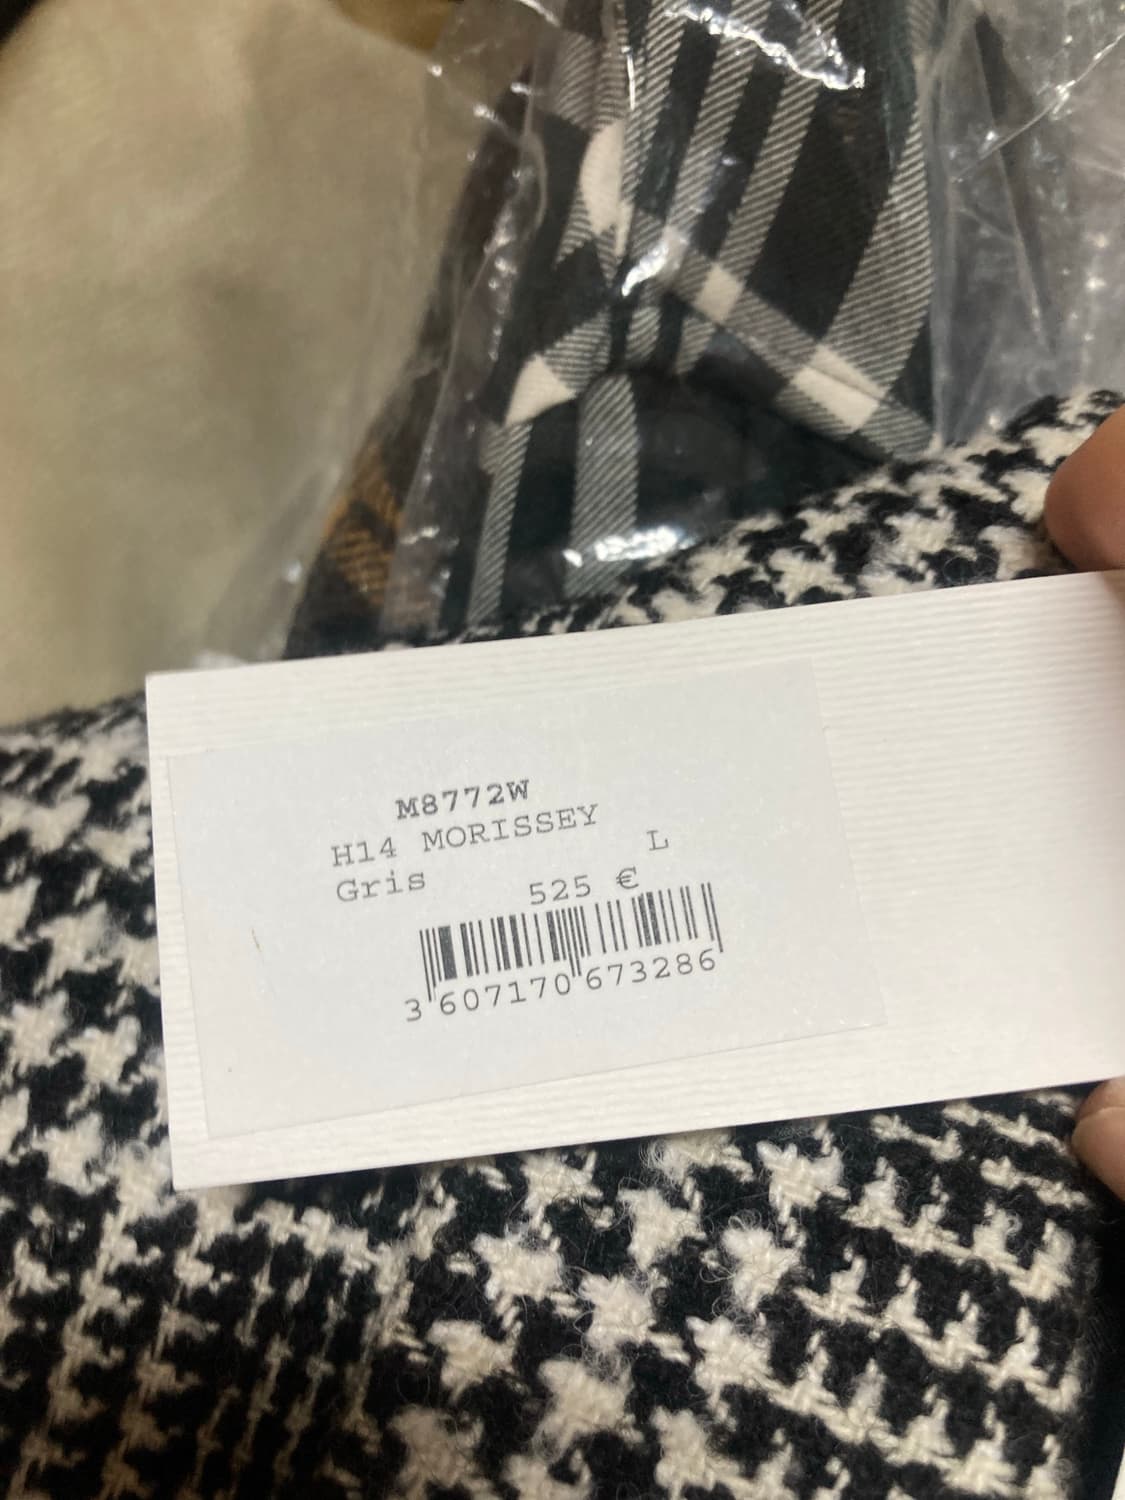 M8772W
H14 MORISSEY
L
Gris
525 €
3 607170 673286